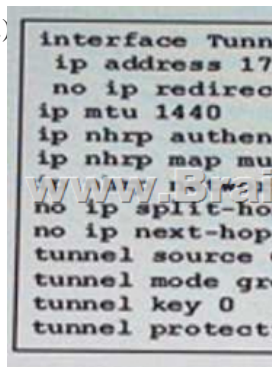 interface Tunn
ip address 17
no ip redirec
ip mtu 1440
ip nhrp authen
ip nhrp map mu
www.Brai
no ip split-ho
no ip next-hop
tunnel source
tunnel mode gr
tunnel key 0
tunnel protect